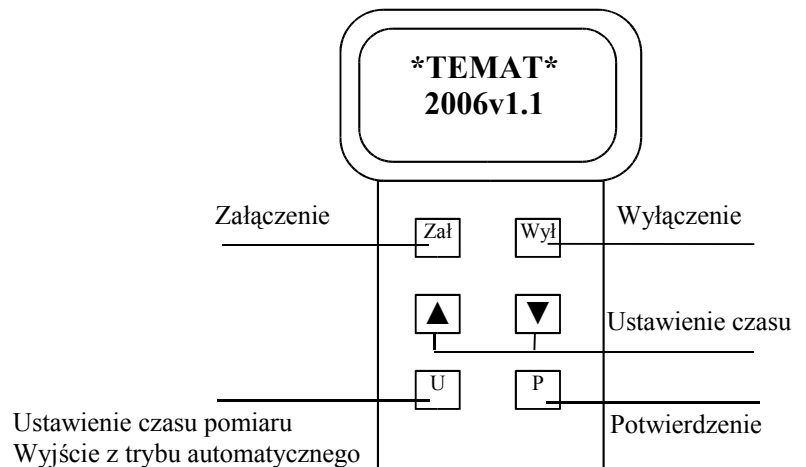 *TEMAT*
2006v1.1
Załączenie
Zał
Wył
Wyłączenie
▲
▼
Ustawienie czasu
U
P
Ustawienie czasu pomiaru
Wyjście z trybu automatycznego
Potwierdzenie